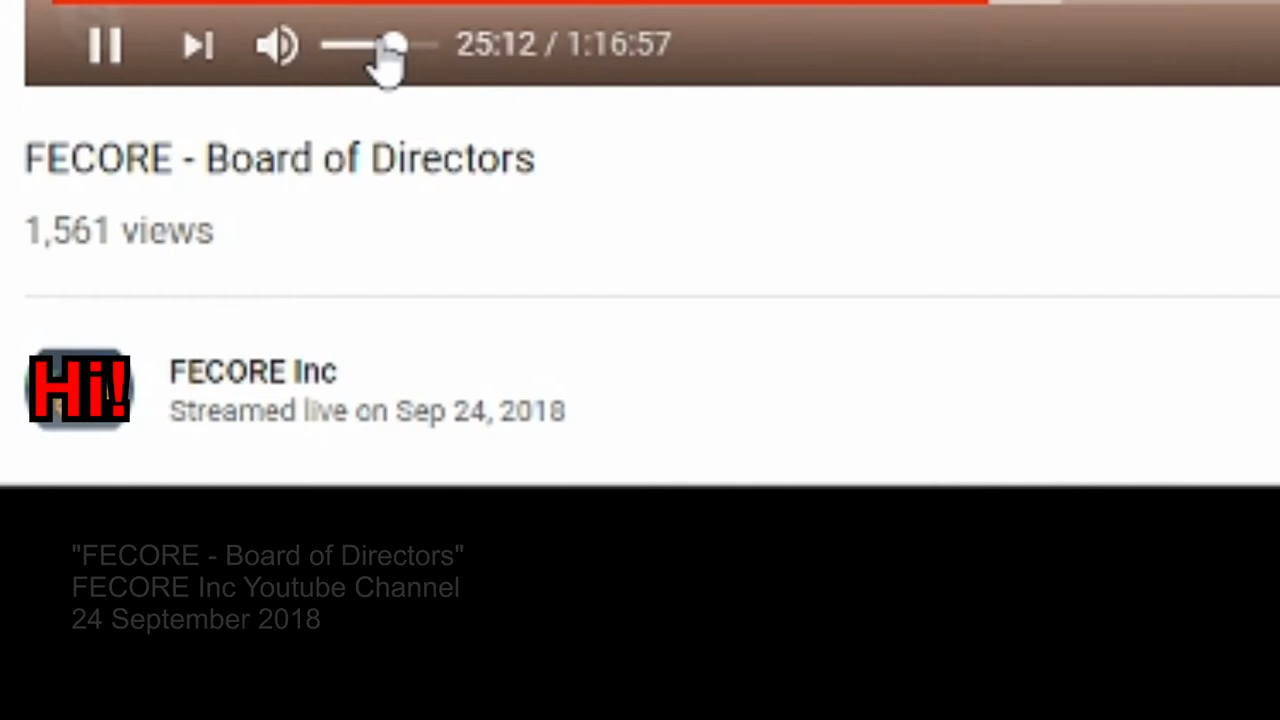 25:12 / 1:16:57
FECORE - Board of Directors
1,561 views
Hi!
FECORE Inc
Streamed live on Sep 24, 2018
"FECORE - Board of Directors"
FECORE Inc Youtube Channel
24 September 2018